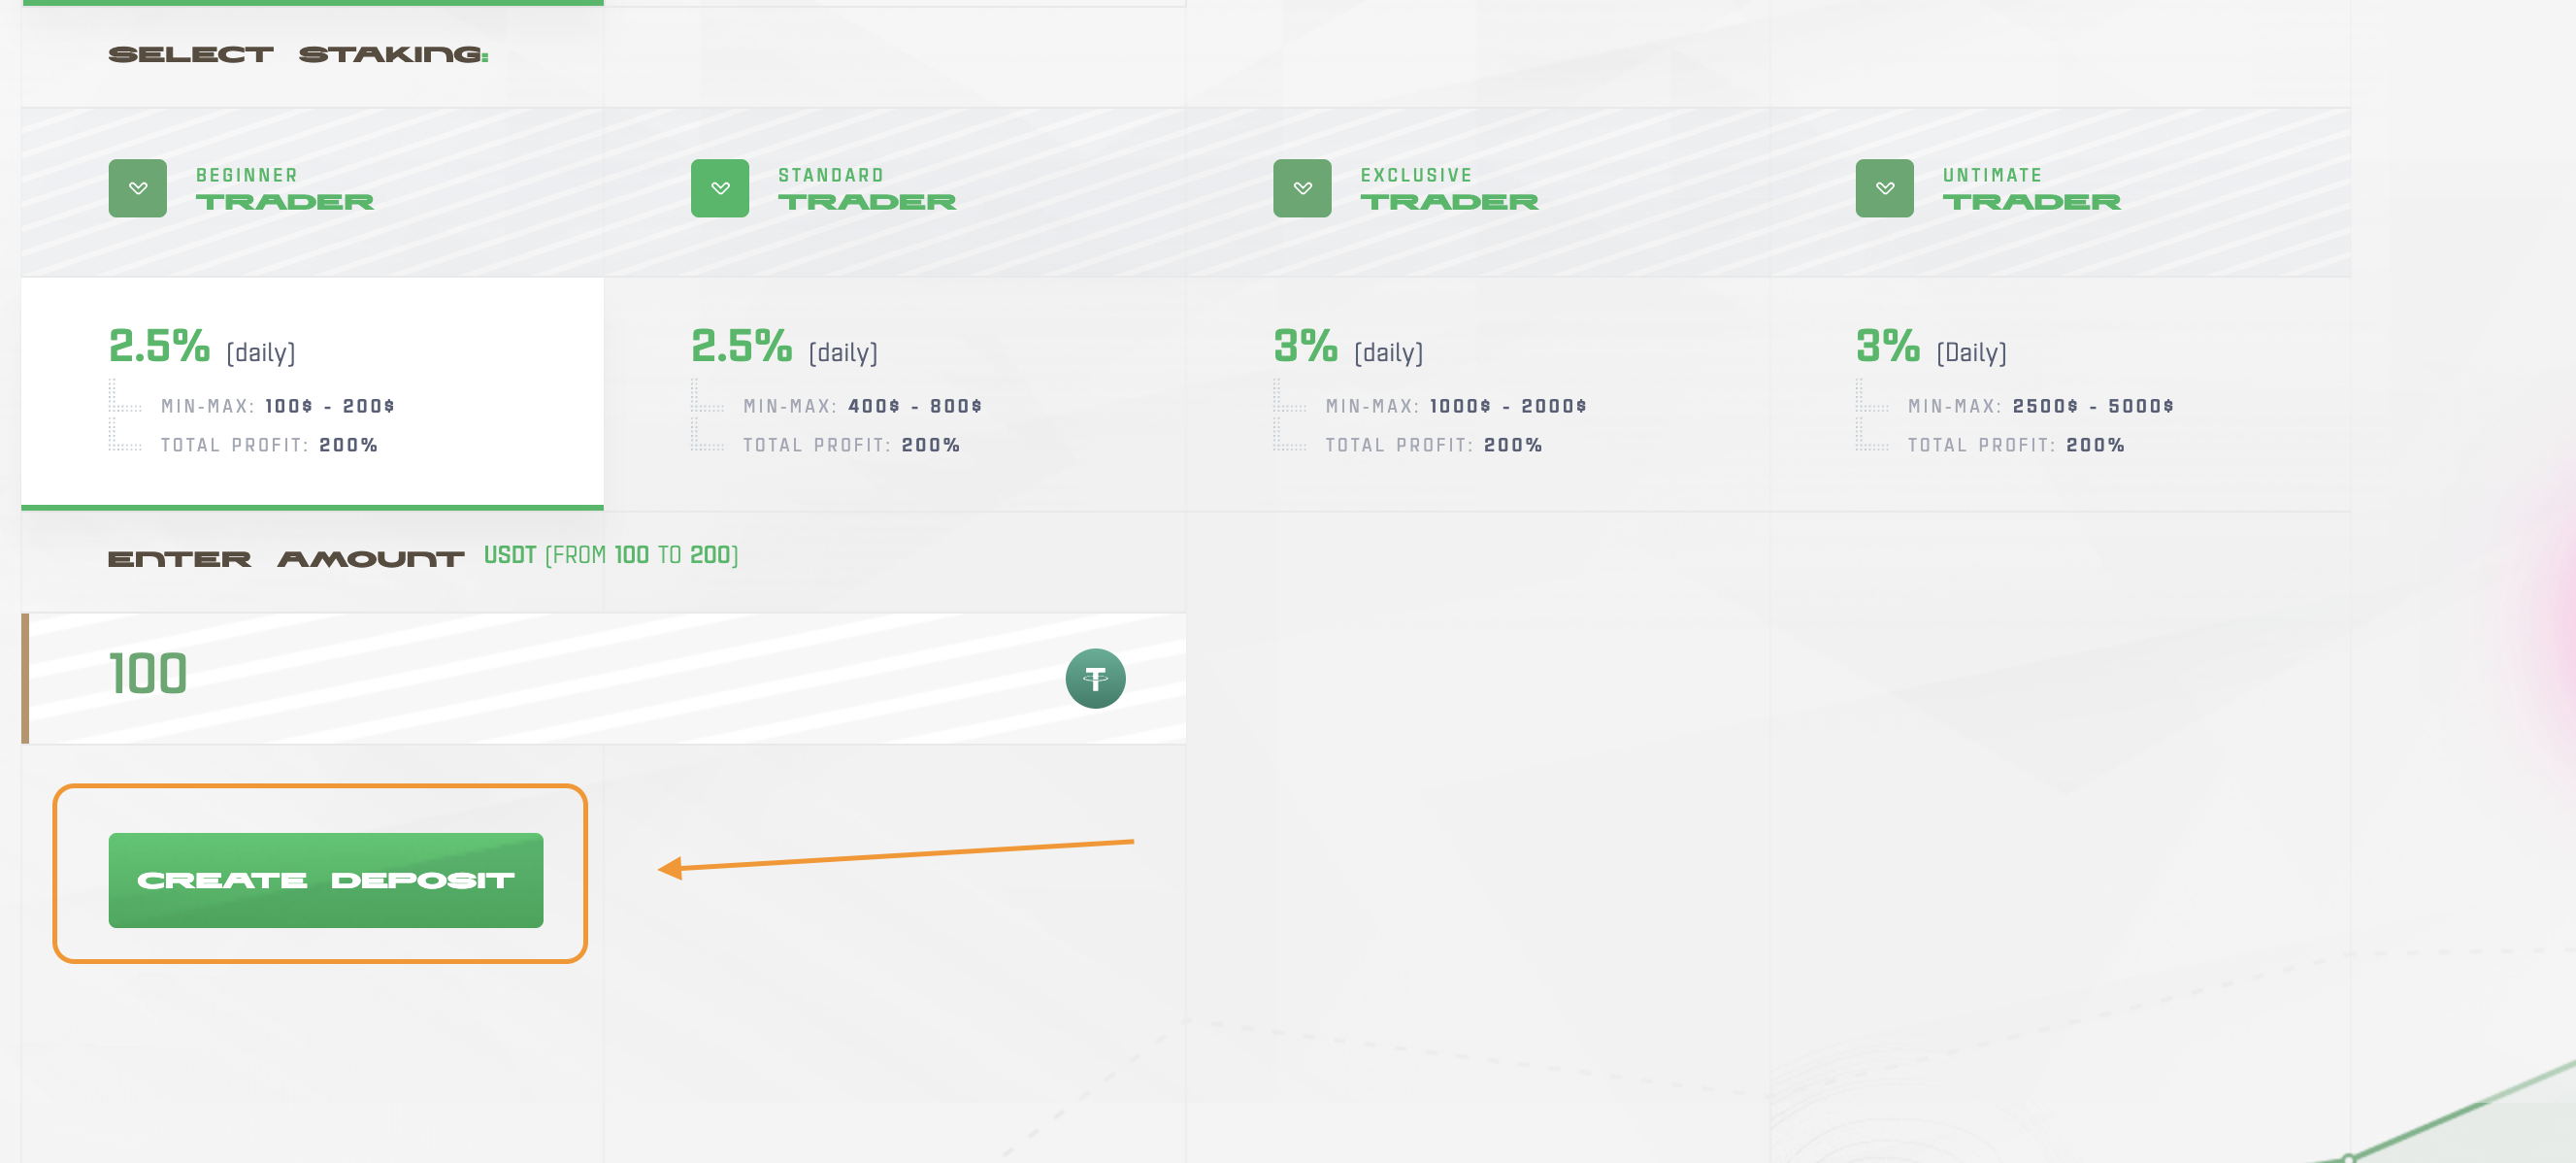 SELECT STAKING:
BEGINNER
TRADER
STANDARD
TRADER
EXCLUSIVE
TRADER
UNTIMATE
TRADER
2.5% (daily)
MIN-MAX: 100$ - 200$
TOTAL PROFIT: 200%
2.5% (daily)
MIN-MAX: 400$ - 800$
TOTAL PROFIT: 200%
3% (daily)
MIN-MAX: 1000$ - 2000$
TOTAL PROFIT: 200%
3% (Daily)
MIN-MAX: 2500$ - 5000$
TOTAL PROFIT: 200%
ENTER AMOUNT USDT (FROM 100 TO 200)
100
CREATE DEPOSIT